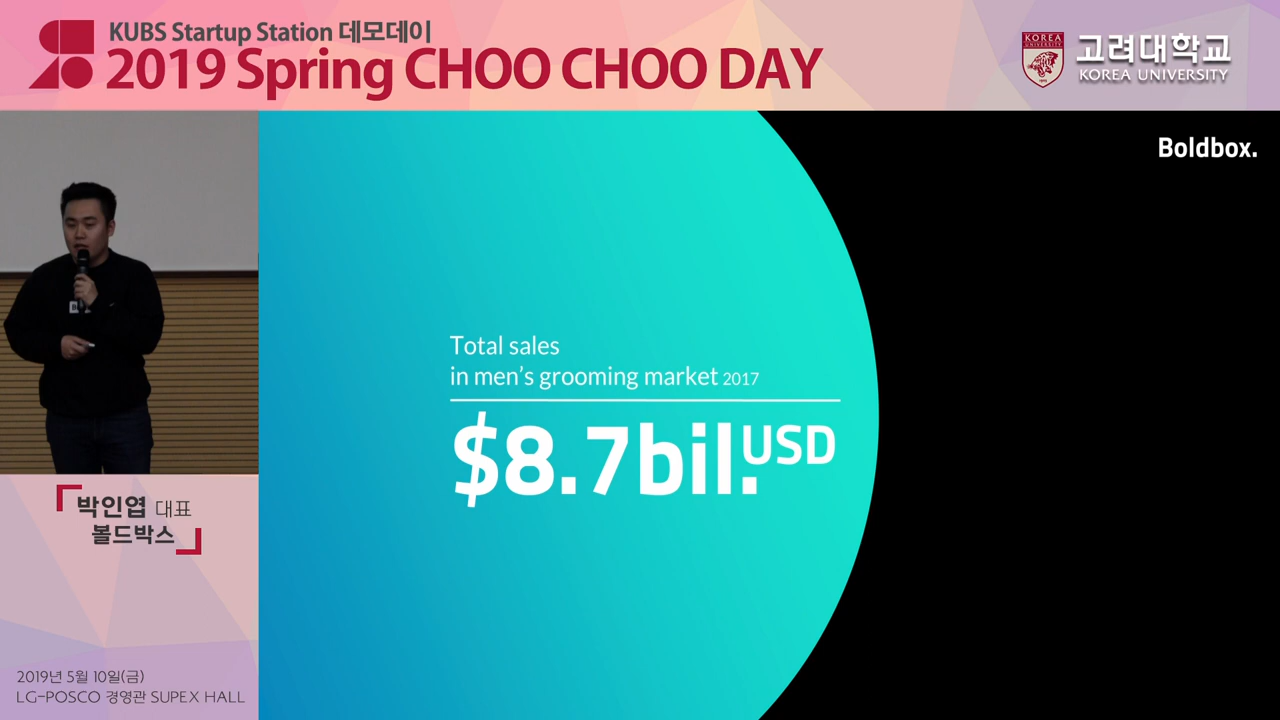 KUBS Startup Station 데모데이
2019 Spring CHOO CHOO DAY
KOREA
UNIVERSITY
고려대학교
KOREA UNIVERSITY
Boldbox.
Total sales
in men's grooming market 2017
$8.7bil.USD
박인엽 대표
볼드박스
2019년 5월 10일(금)
LG-POSCO 경영관 SUPEX HALL